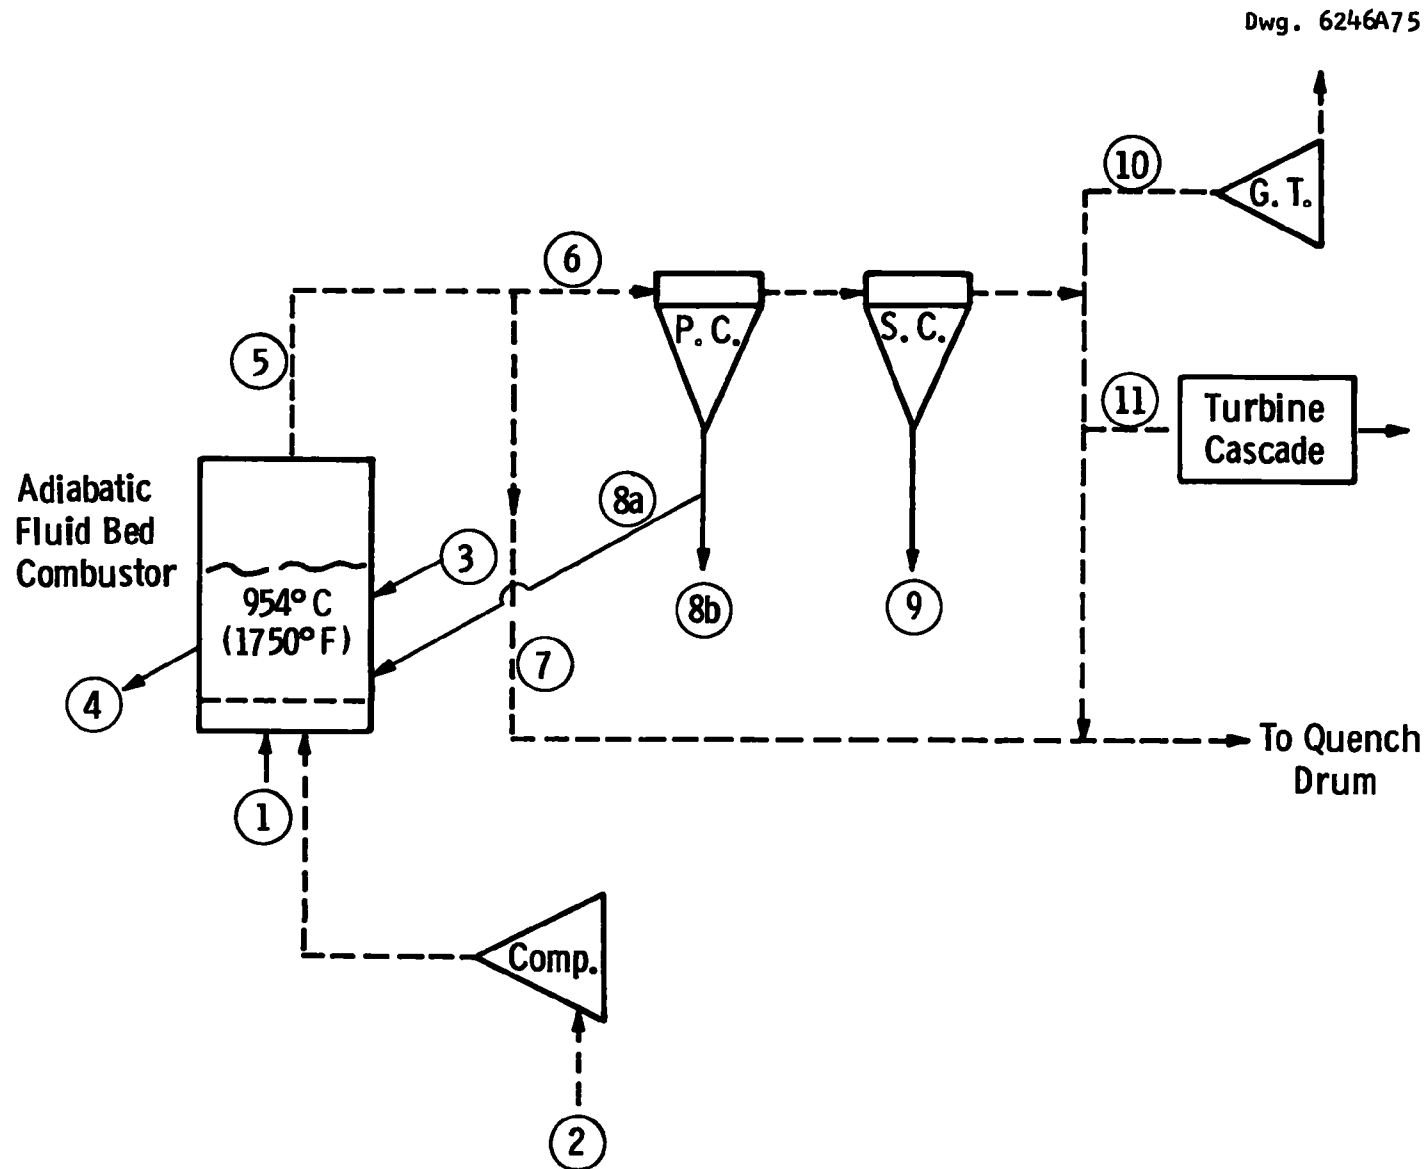 Dwg. 6246A75
10
G. T.
6
P. C.
S. C.
5
11
Turbine
Cascade
Adiabatic
Fluid Bed
Combustor
8a
3
954° C
(1750° F)
8b
9
7
4
To Quench
Drum
1
Comp.
2